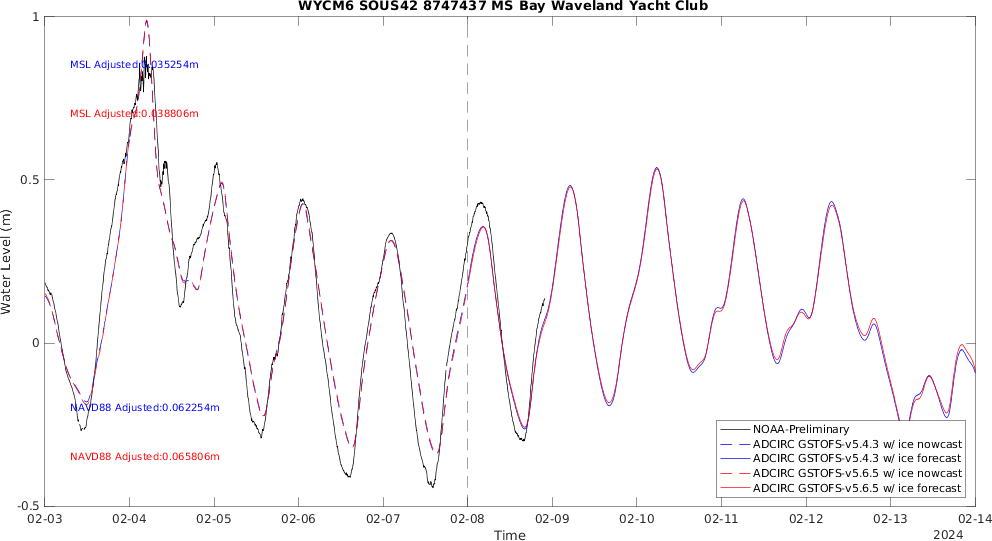 WYCM6 SOUS42 8747437 MS Bay Waveland Yacht Club
1
MSL Adjusted:0.035254m
MSL Adjusted:0.038806m
0.5
Water Level (m)
0
NAVD88 Adjusted:0.062254m
NAVD88 Adjusted:0.065806m
NOAA-Preliminary
ADCIRC GSTOFS-v5.4.3 w/ ice nowcast
ADCIRC GSTOFS-v5.4.3 w/ ice forecast
ADCIRC GSTOFS-v5.6.5 w/ ice nowcast
ADCIRC GSTOFS-v5.6.5 w/ ice forecast
-0.5
02-03 02-04 02-05 02-06 02-07 02-08 02-09 02-10 02-11 02-12 02-13 02-14
Time
2024